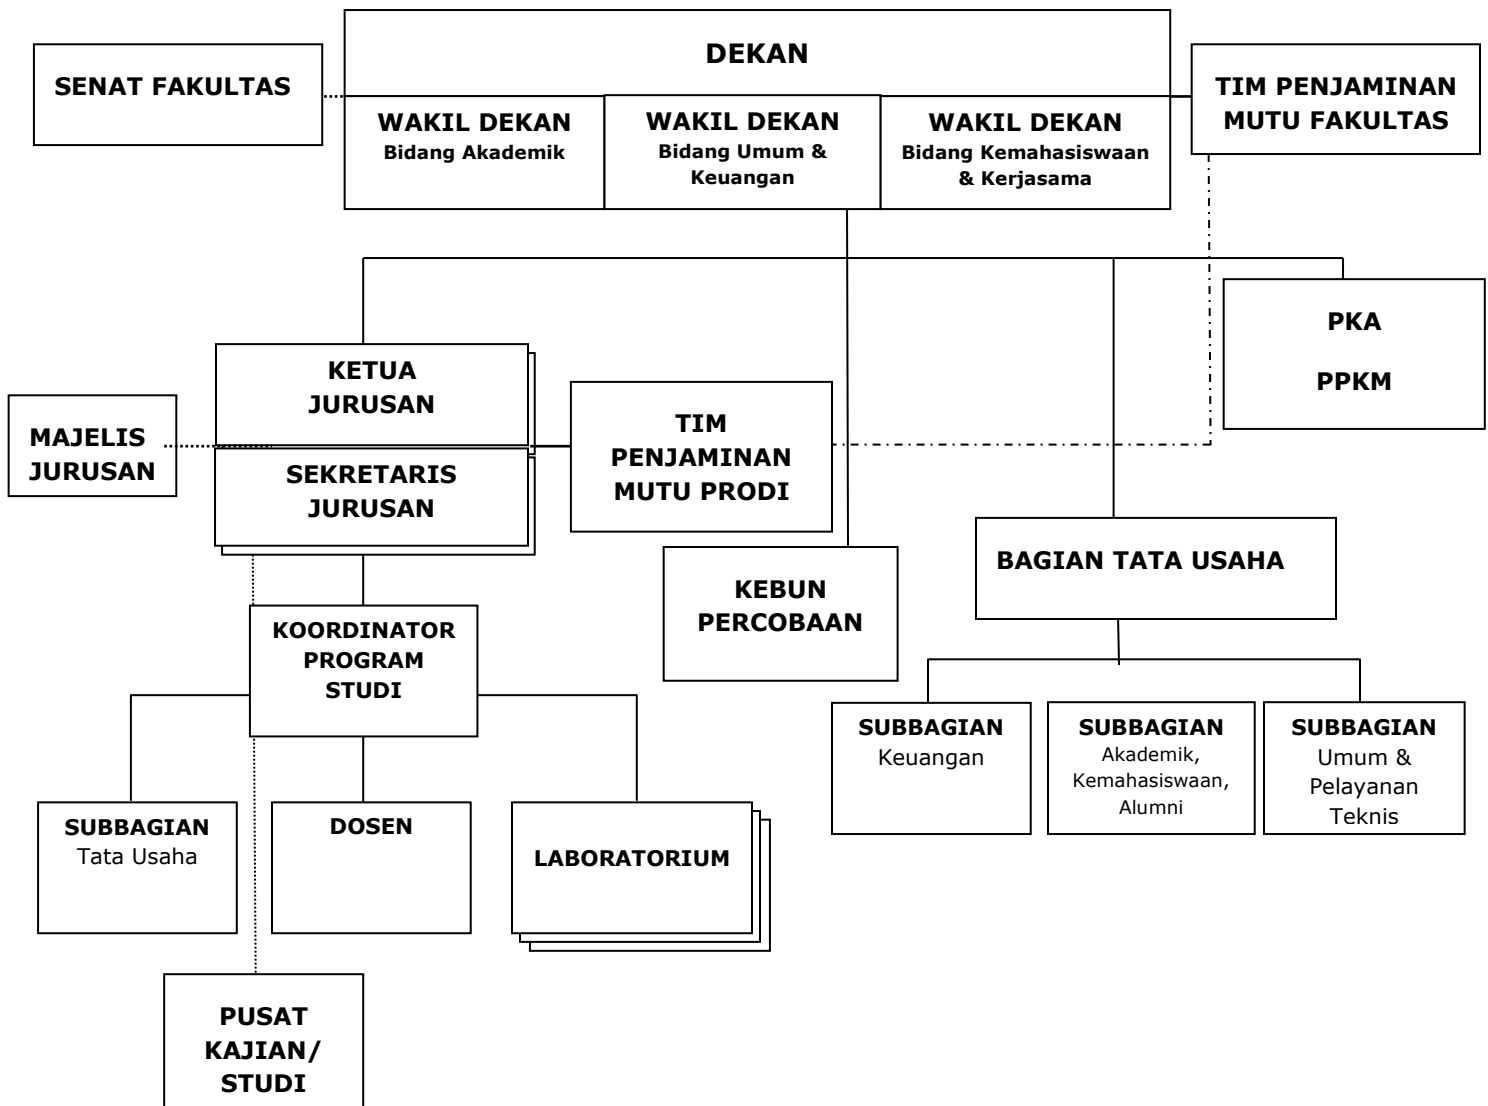 DEKAN
SENAT FAKULTAS
TIM PENJAMINAN
MUTU FAKULTAS
WAKIL DEKAN
Bidang Akademik
WAKIL DEKAN
Bidang Umum &
Keuangan
WAKIL DEKAN
Bidang Kemahasiswaan
& Kerjasama
PKA
PPKM
KETUA
JURUSAN
MAJELIS
JURUSAN
SEKRETARIS
JURUSAN
TIM
PENJAMINAN
MUTU PRODI
KEBUN
PERCOBAAN
BAGIAN TATA USAHA
KOORDINATOR
PROGRAM
STUDI
SUBBAGIAN
Keuangan
SUBBAGIAN
Akademik,
Kemahasiswaan,
Alumni
SUBBAGIAN
Umum &
Pelayanan
Teknis
SUBBAGIAN
Tata Usaha
DOSEN
LABORATORIUM
PUSAT
KAJIAN/
STUDI